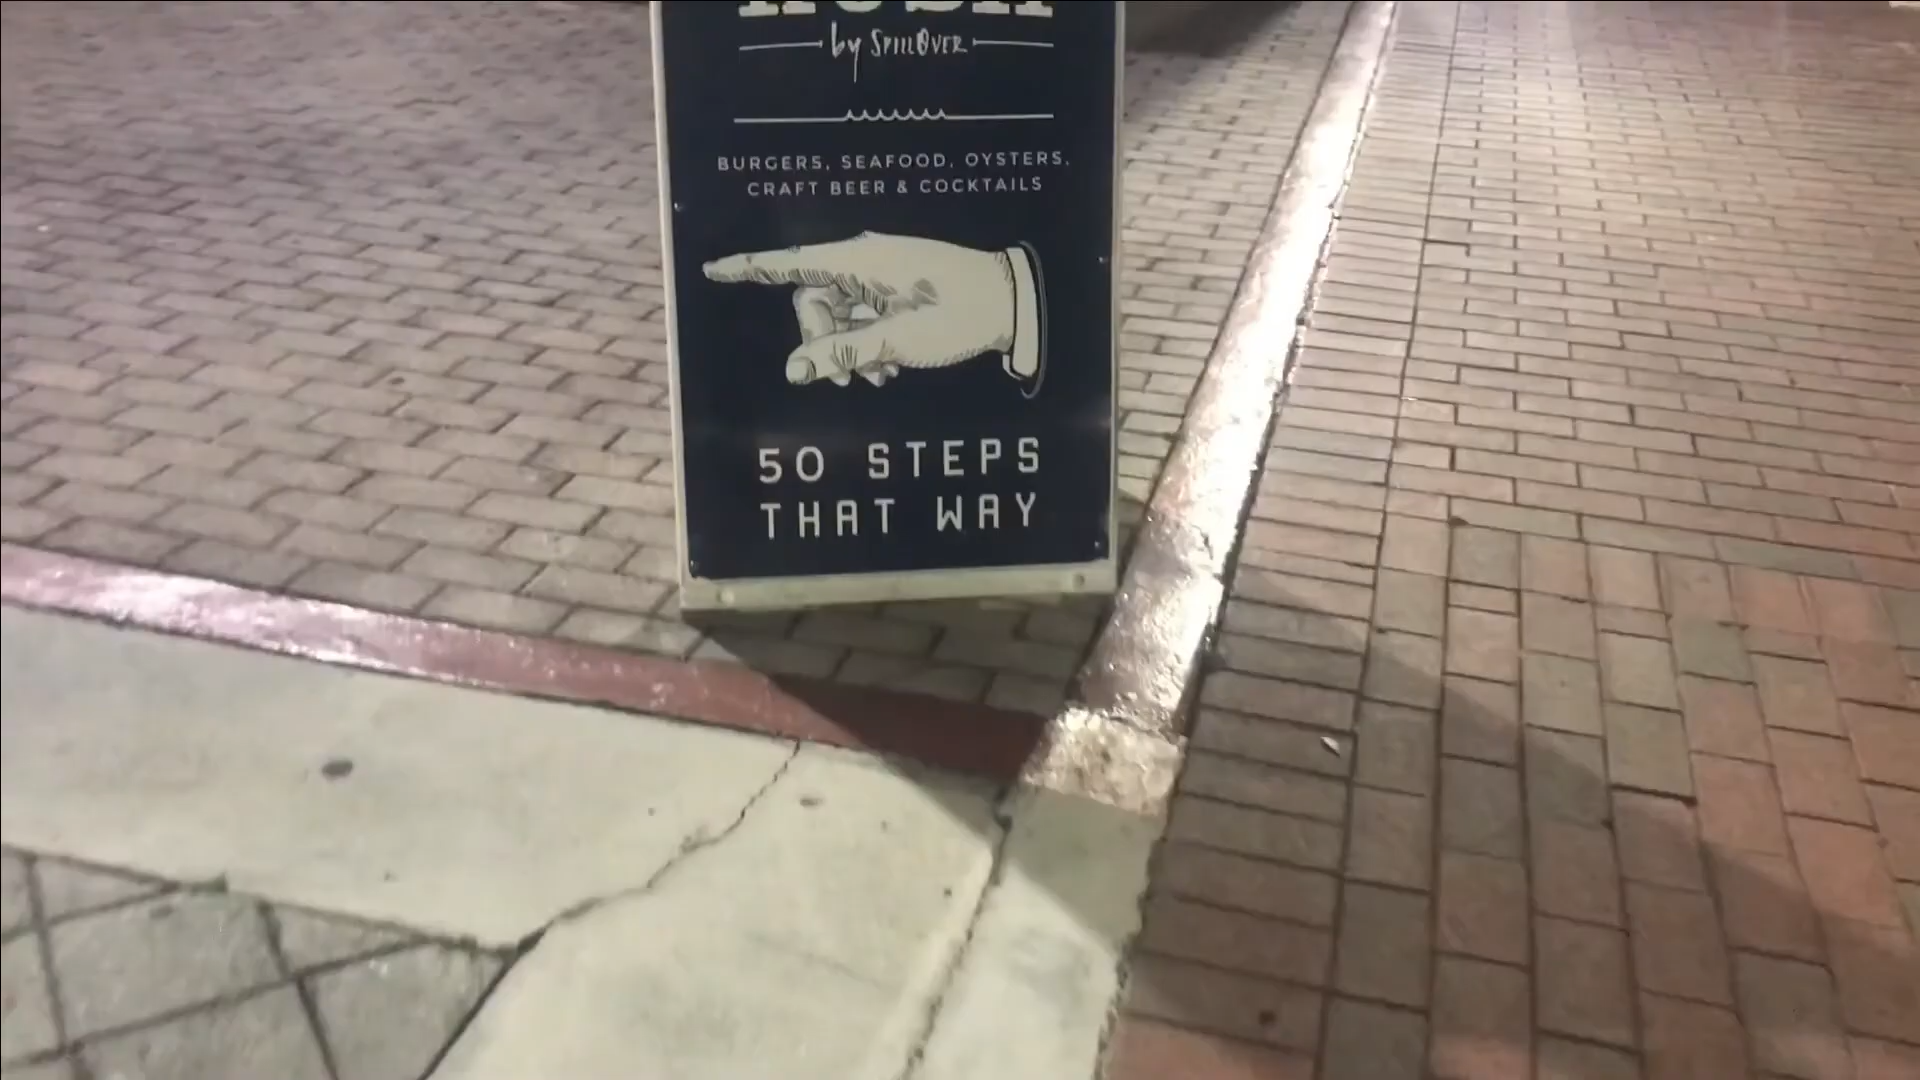 by SpillOver
BURGERS, SEAFOOD, OYSTERS,
CRAFT BEER & COCKTAILS
50 STEPS
THAT WAY